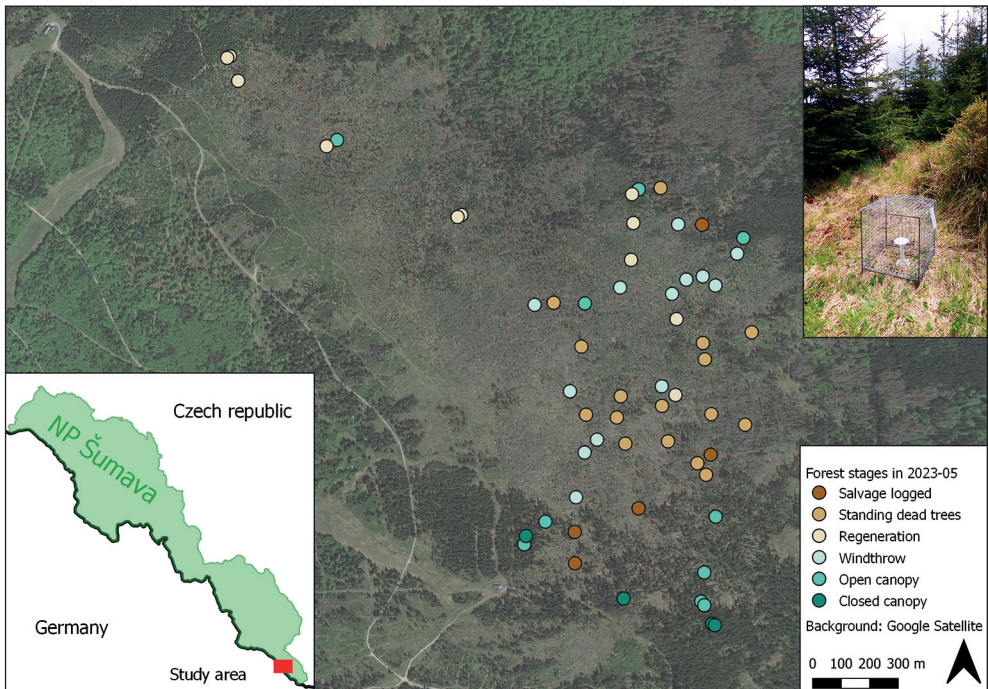 Czech republic
NP Šumava
Germany
Study area
Forest stages in 2023-05
Salvage logged
Standing dead trees
Regeneration
Windthrow
Open canopy
Closed canopy
Background: Google Satellite
0 100 200 300 m